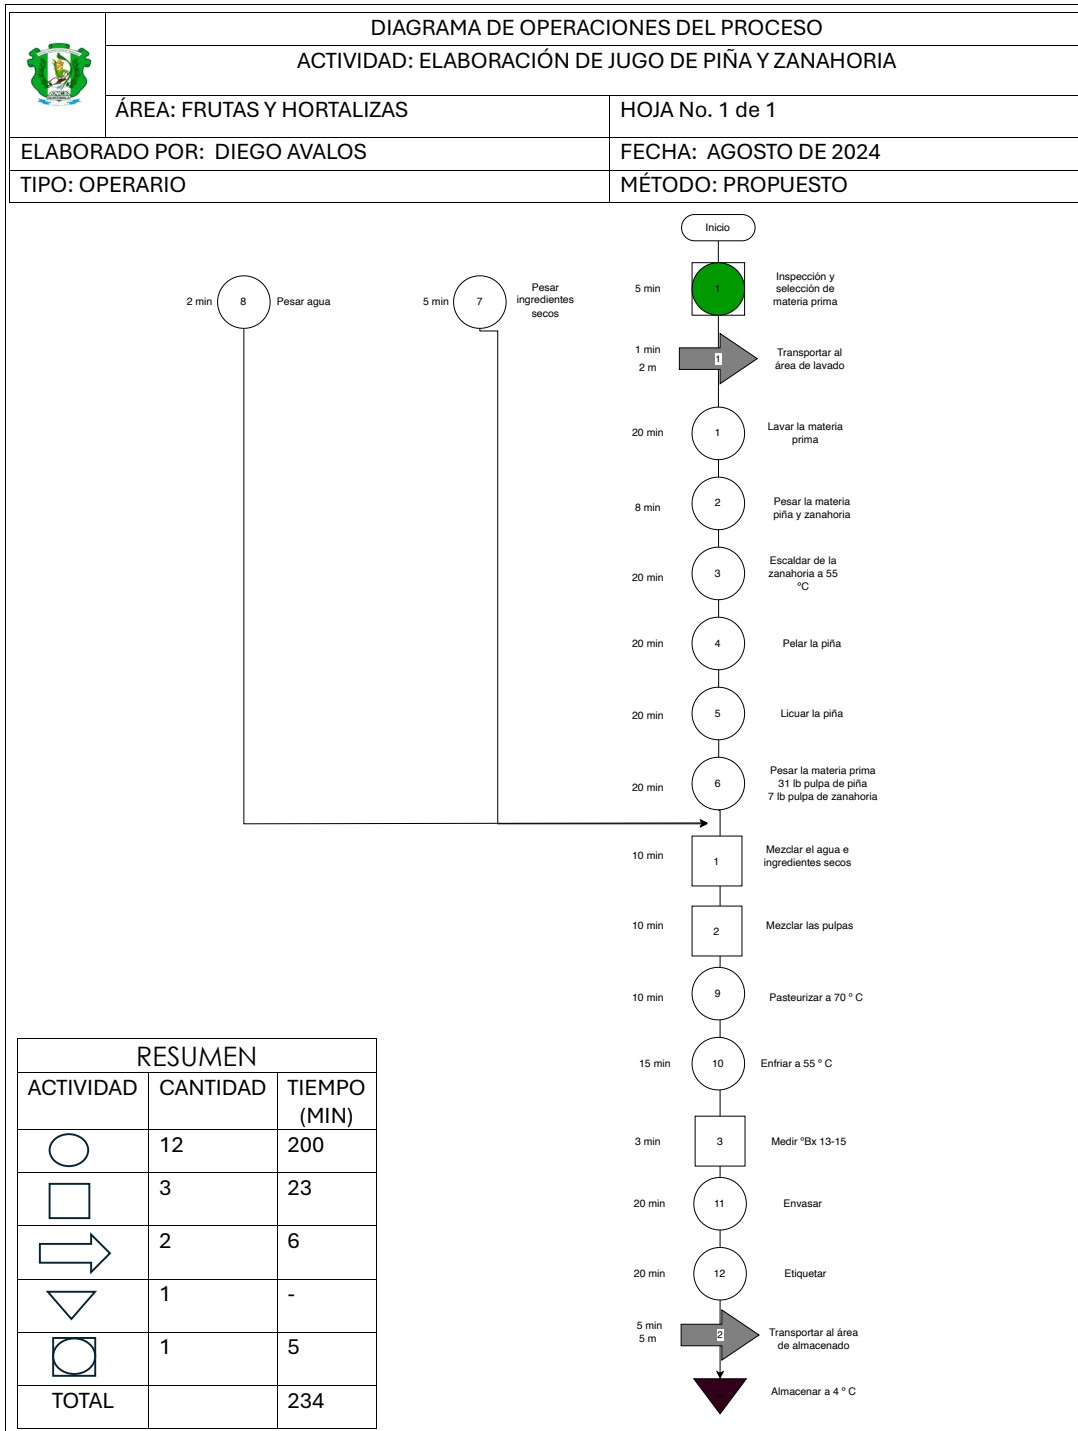 DIAGRAMA DE OPERACIONES DEL PROCESO
ACTIVIDAD: ELABORACIÓN DE JUGO DE PIÑA Y ZANAHORIA
ÁREA: FRUTAS Y HORTALIZAS
HOJA No. 1 de 1
ELABORADO POR: DIEGO AVALOS
FECHA: AGOSTO DE 2024
TIPO: OPERARIO
MÉTODO: PROPUESTO
Inicio
2 min
8
Pesar agua
5 min
7
Pesar
ingredientes
secos
5 min
1
Inspección y
selección de
materia prima
1 min
2 m
1
Transportar al
área de lavado
20 min
1
Lavar la materia
prima
8 min
2
Pesar la materia
piña y zanahoria
20 min
3
Escaldar de la
zanahoria a 55
ºC
20 min
4
Pelar la piña
20 min
5
Licuar la piña
20 min
6
Pesar la materia prima
31 lb pulpa de piña
7 lb pulpa de zanahoria
10 min
1
Mezclar el agua e
ingredientes secos
10 min
2
Mezclar las pulpas
10 min
9
Pasteurizar a 70 º C
15 min
10
Enfriar a 55 º C
3 min
3
Medir ºBx 13-15
20 min
11
Envasar
20 min
12
Etiquetar
5 min
5 m
2
Transportar al área
de almacenado
Almacenar a 4 º C
RESUMEN
ACTIVIDAD
CANTIDAD
TIEMPO
(MIN)
12
200
3
23
2
6
1
-
1
5
TOTAL
234